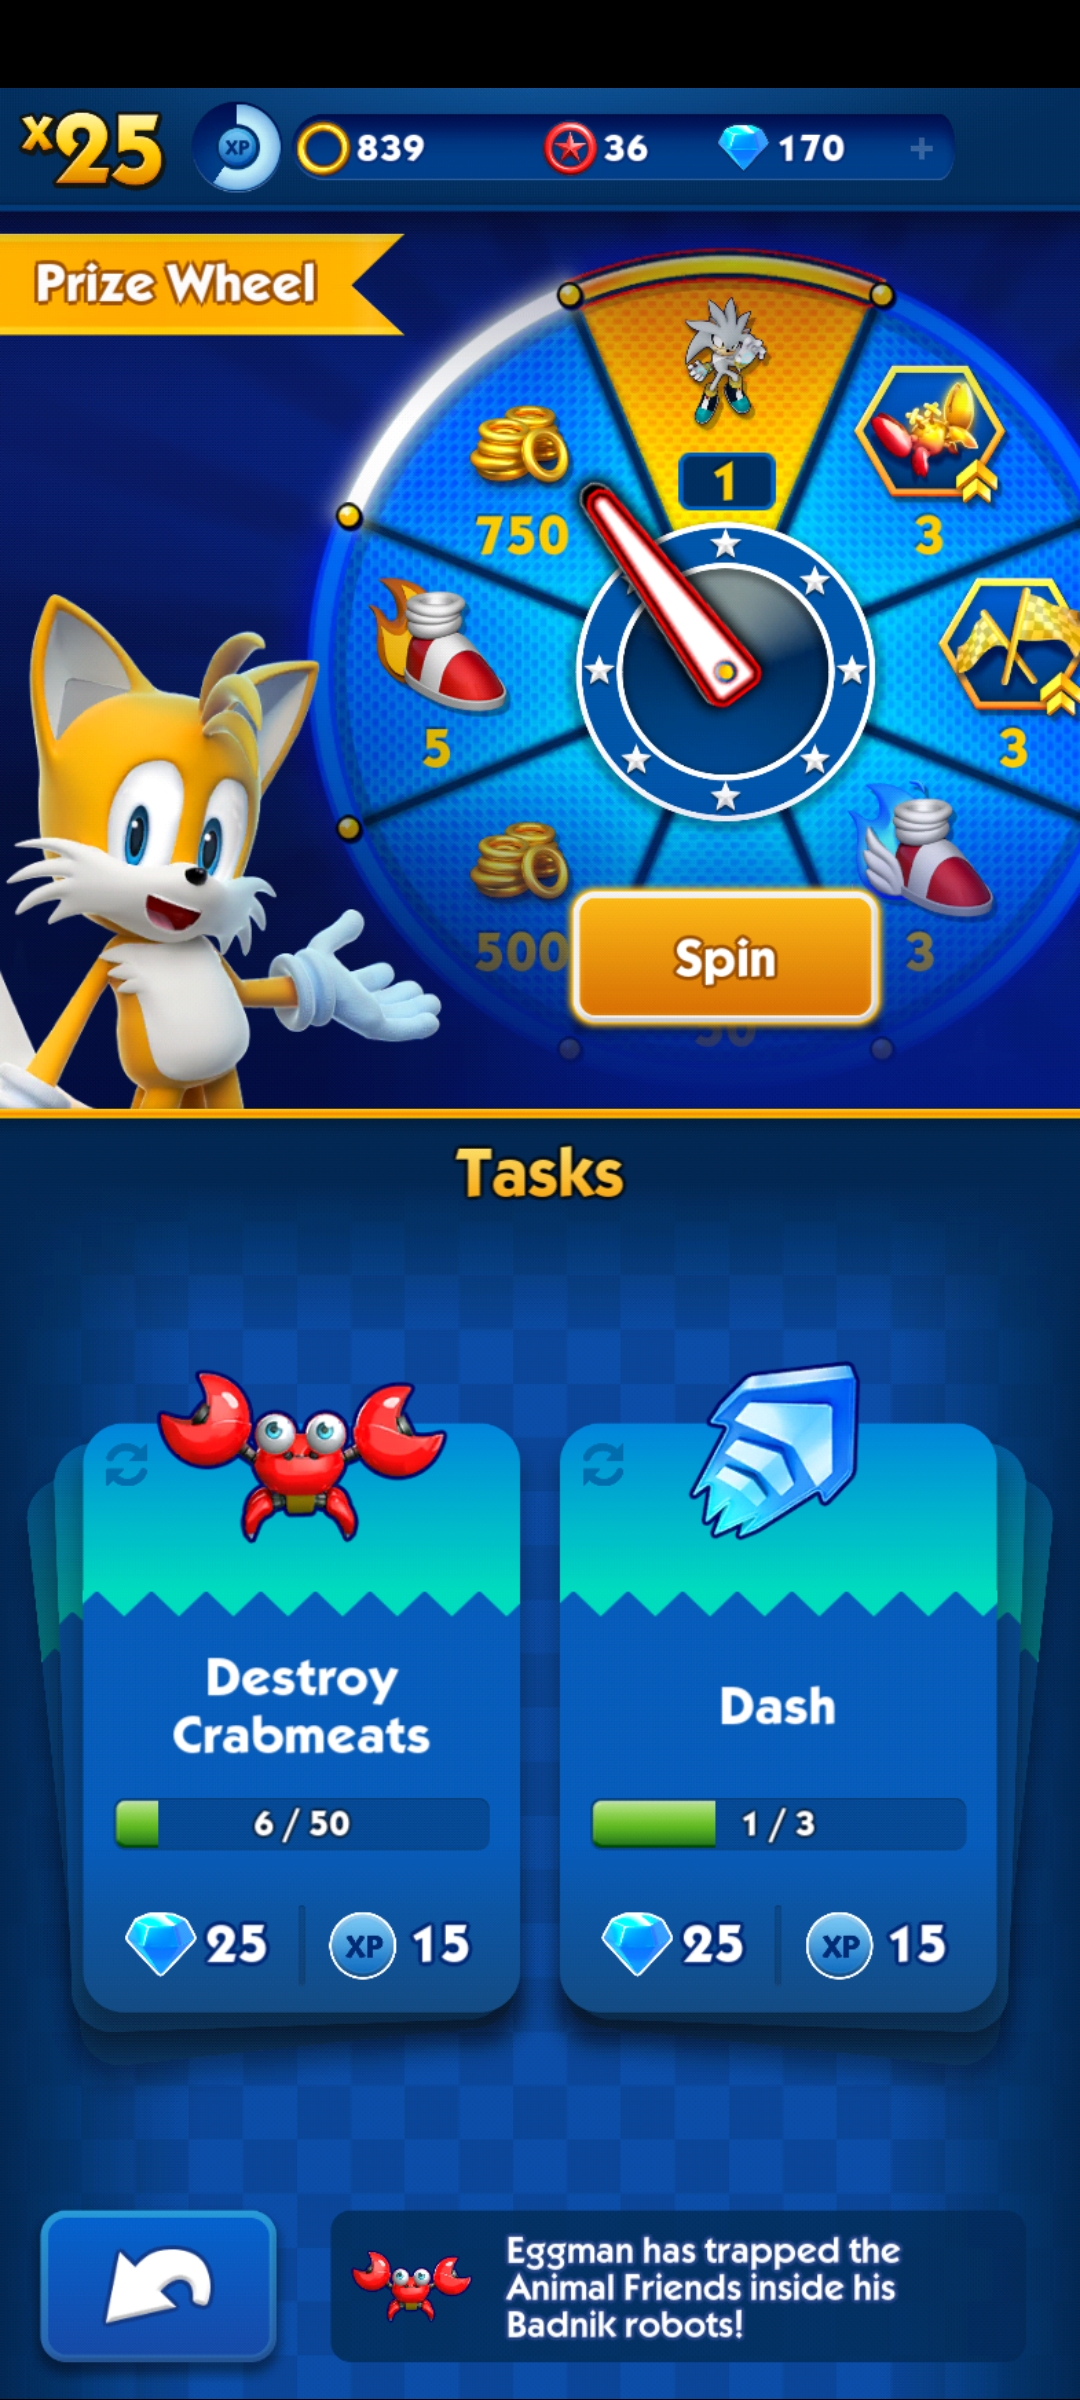 x25
XP
839
36
170
+
Prize Wheel
1
750
3
5
3
500
3
Spin
30
Tasks
Destroy
Crabmeats
6 / 50
25
XP
15
Dash
1 / 3
25
XP
15
Eggman has trapped the
Animal Friends inside his
Badnik robots!